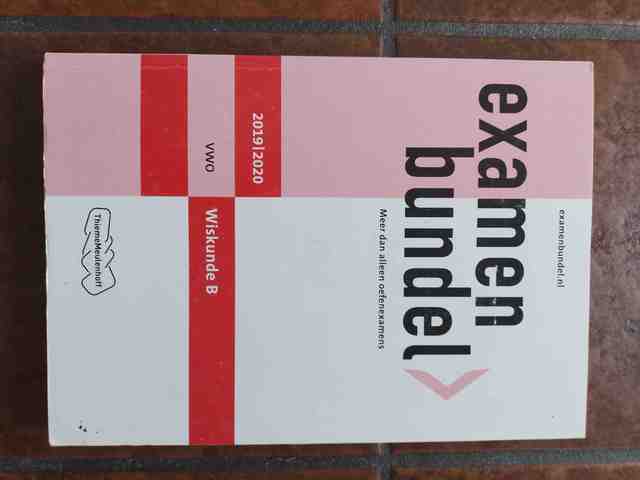 examenbundel.nl
examen
bundel
Meer dan alleen oefenexamens
2019|2020
vwo
Wiskunde B
ThiemeMeulenhoff